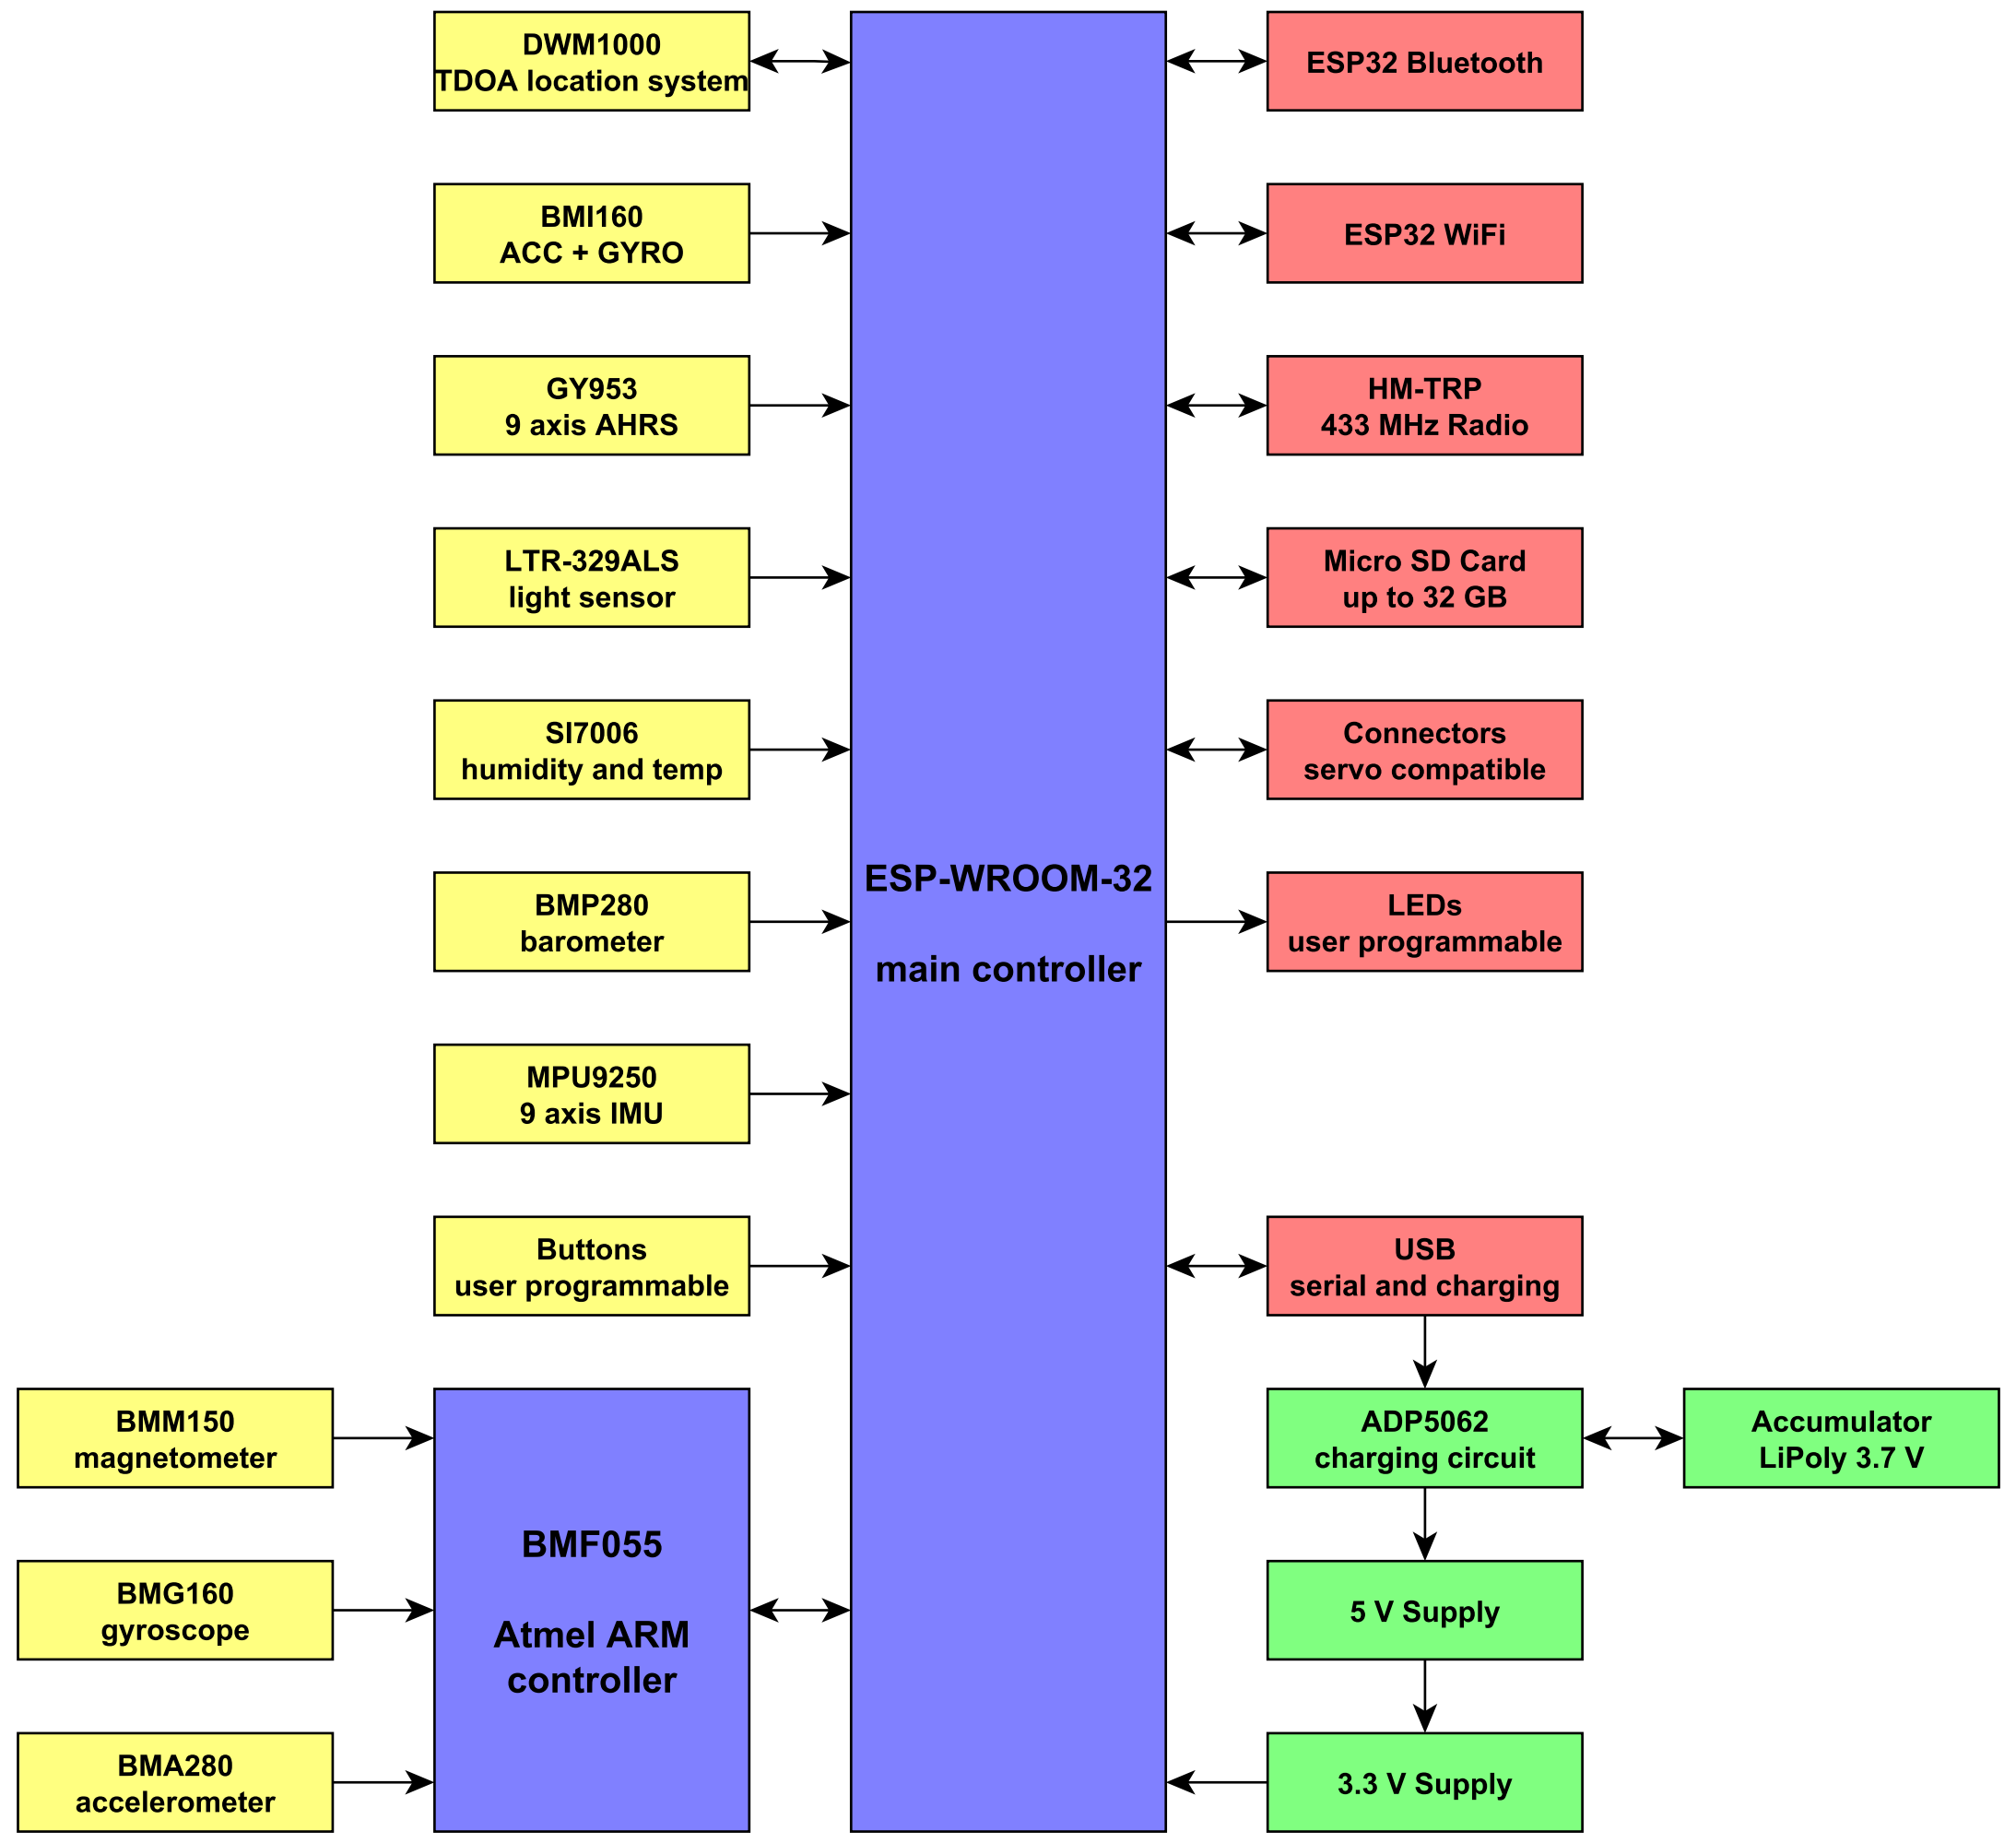 DWM1000
TDOA location system
ESP32 Bluetooth
BMI160
ACC + GYRO
ESP32 WiFi
GY953
9 axis AHRS
HM-TRP
433 MHz Radio
LTR-329ALS
light sensor
Micro SD Card
up to 32 GB
SI7006
humidity and temp
Connectors
servo compatible
ESP-WROOM-32
main controller
BMP280
barometer
LEDs
user programmable
MPU9250
9 axis IMU
Buttons
user programmable
USB
serial and charging
BMM150
magnetometer
BMF055
Atmel ARM
controller
ADP5062
charging circuit
Accumulator
LiPoly 3.7 V
BMG160
gyroscope
5 V Supply
BMA280
accelerometer
3.3 V Supply